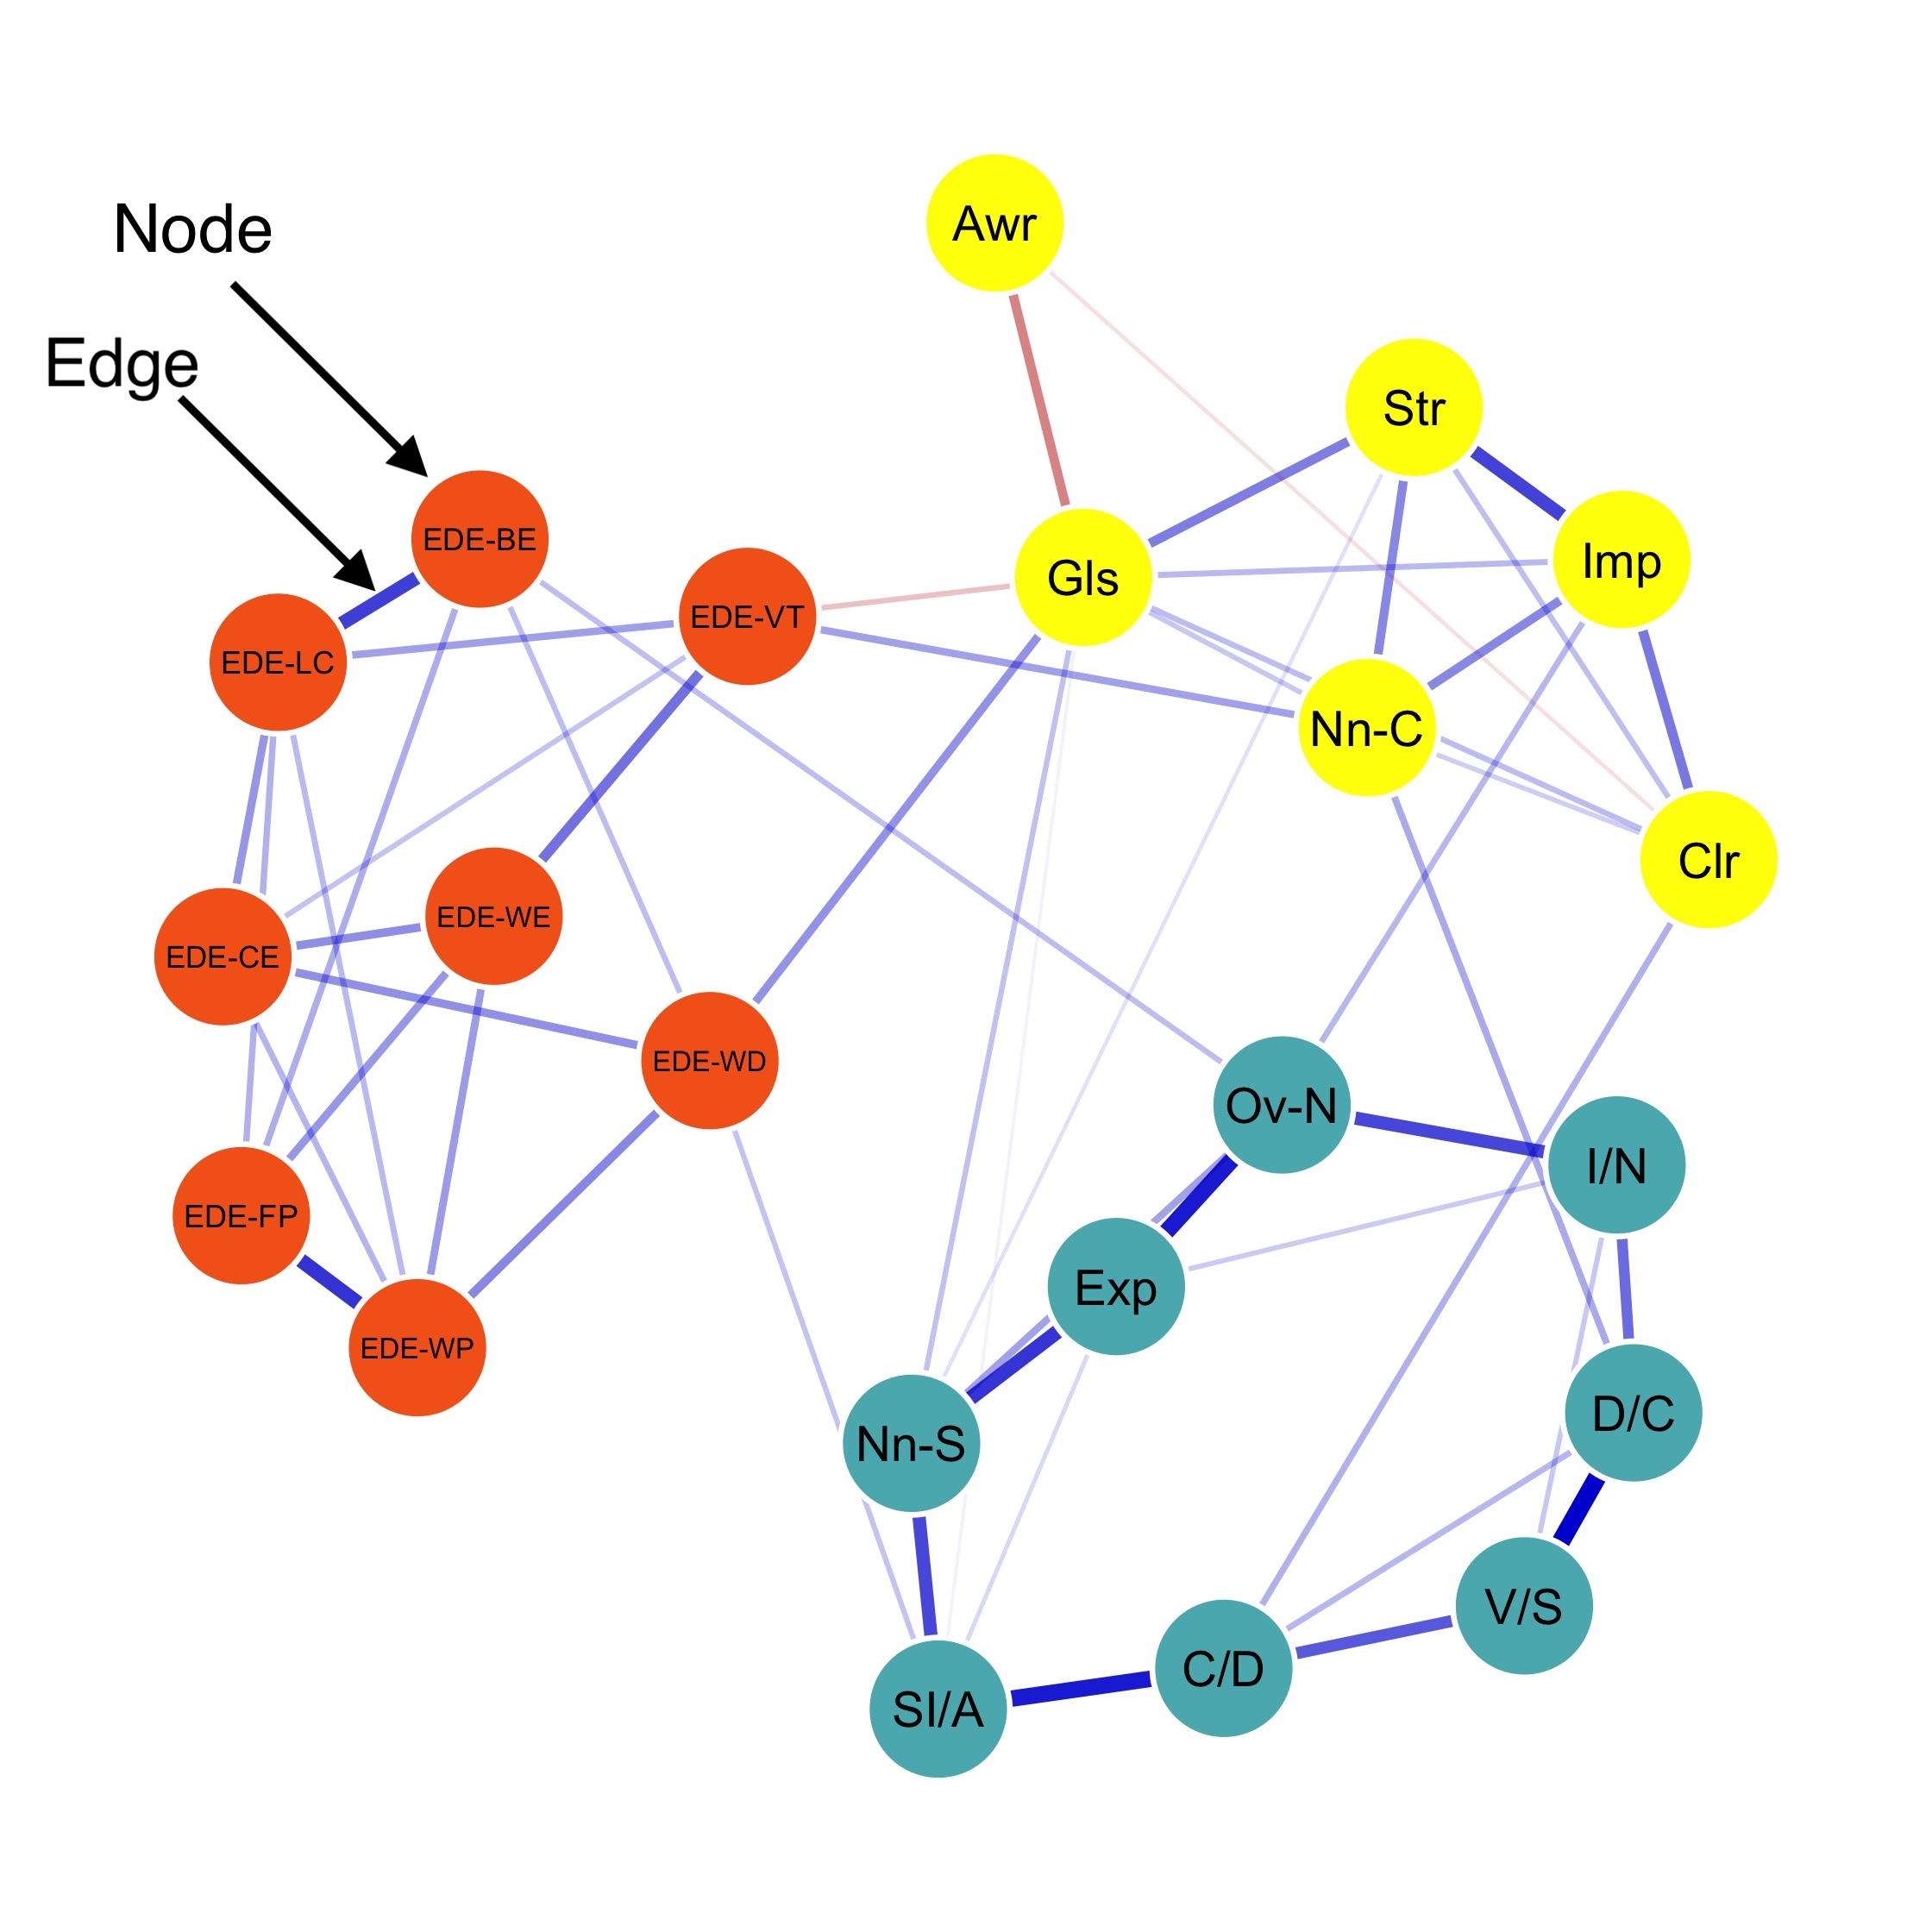 Node
Edge
Awr
Str
EDE-BE
Imp
Gls
EDE-VT
EDE-LC
Nn-C
Clr
EDE-WE
EDE-CE
EDE-WD
Ov-N
I/N
EDE-FP
Exp
EDE-WP
D/C
Nn-S
V/S
C/D
SI/A